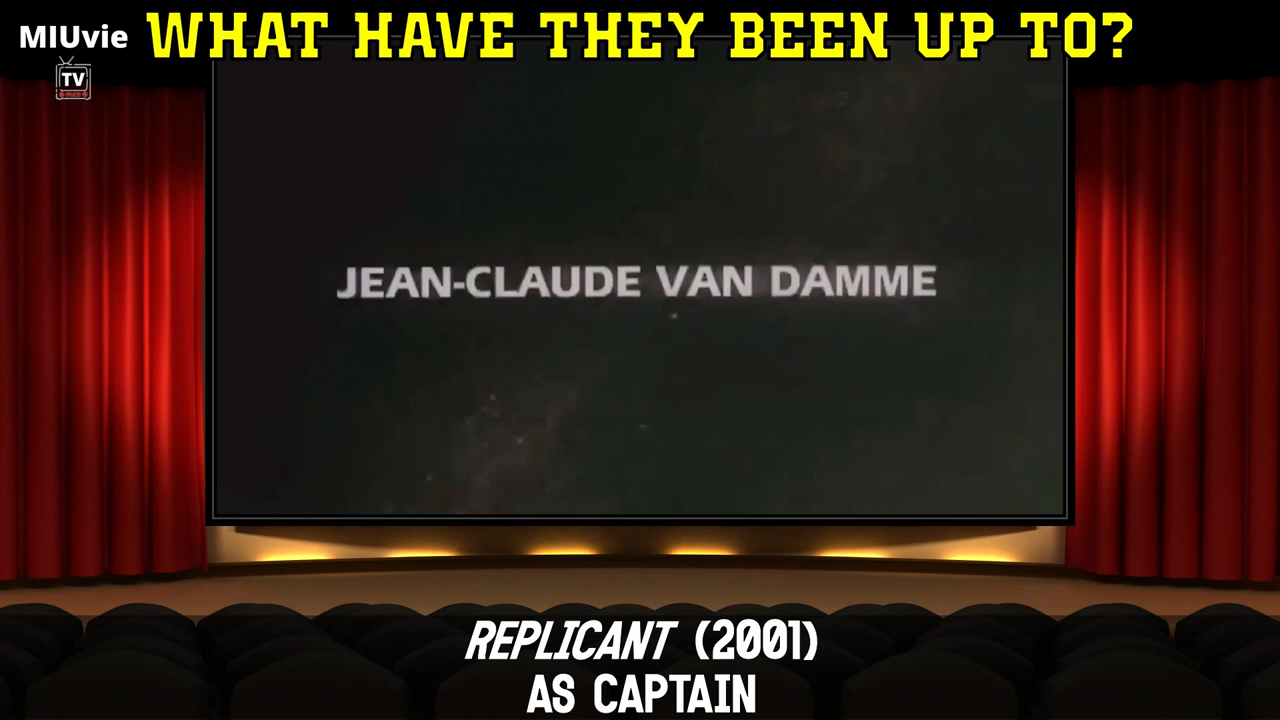 MIUvie
TV
WHAT HAVE THEY BEEN UP TO?
JEAN-CLAUDE VAN DAMME
REPLICANT (2001)
AS CAPTAIN